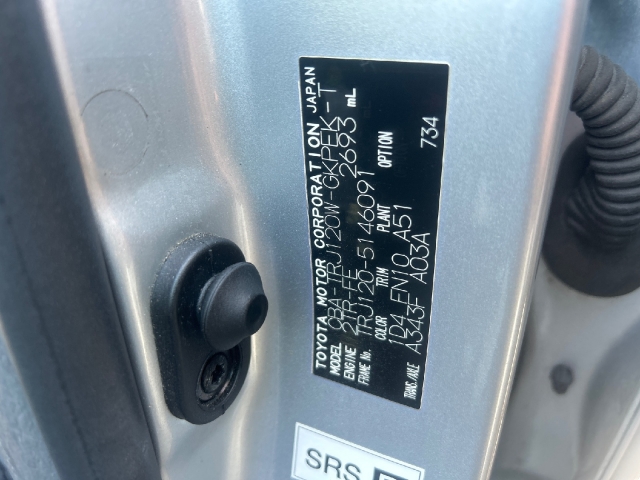 TOYOTA MOTOR CORPORATION JAPAN
MODEL CBA-TRJ120W-GKPEK-T
ENGINE 2TR-FE 2693 mL
FRAME No. TRJ120-5146091
COLOR TRIM PLANT OPTION
1D4 FN10 A51
TRANS./AXLE A343F A03A 734
SRS